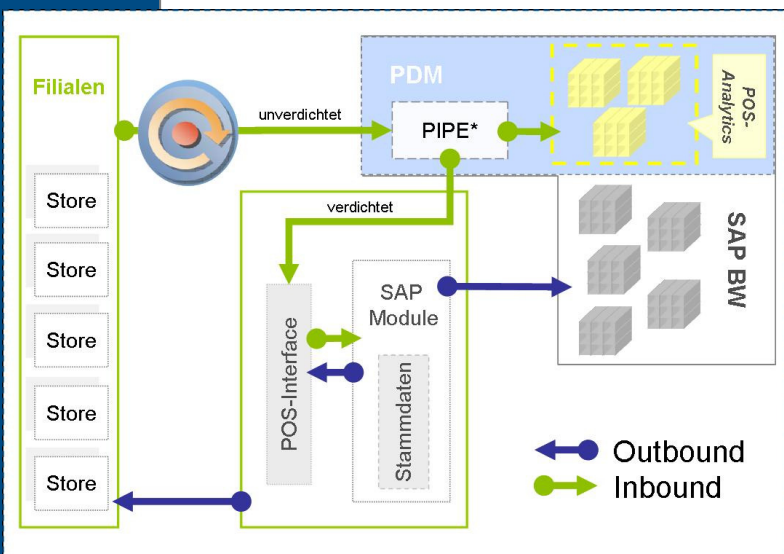 Filialen
Store
Store
Store
Store
Store
unverdichtet
PDM
PIPE*
POS-
Analytics
verdichtet
POS-Interface
SAP
Module
Stammdaten
SAP BW
Outbound
Inbound